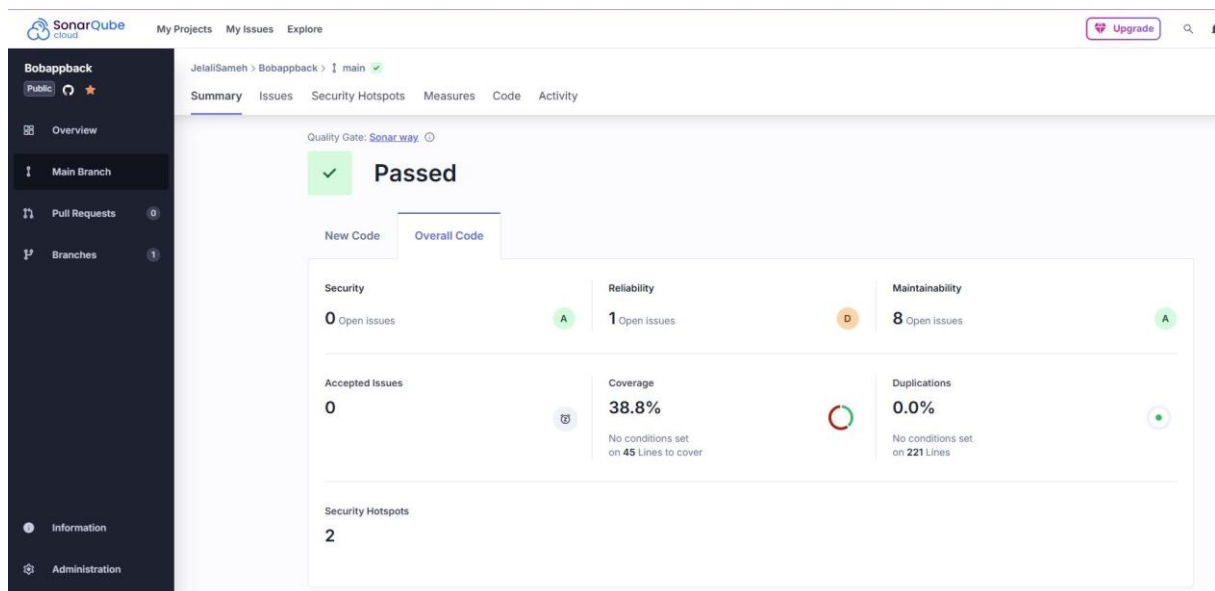 SonarQube
cloud
My Projects My Issues Explore
Upgrade
Bobappback
Public
JelaliSameh > Bobappback > main
Summary Issues Security Hotspots Measures Code Activity
Overview
Main Branch
Pull Requests 0
Branches 1
Information
Administration
Quality Gate: Sonar way
Passed
New Code Overall Code
Security
0 Open issues A
Reliability
1 Open issues D
Maintainability
8 Open issues A
Accepted Issues
0
Coverage
38.8%
No conditions set
on 45 Lines to cover
Duplications
0.0%
No conditions set
on 221 Lines
Security Hotspots
2